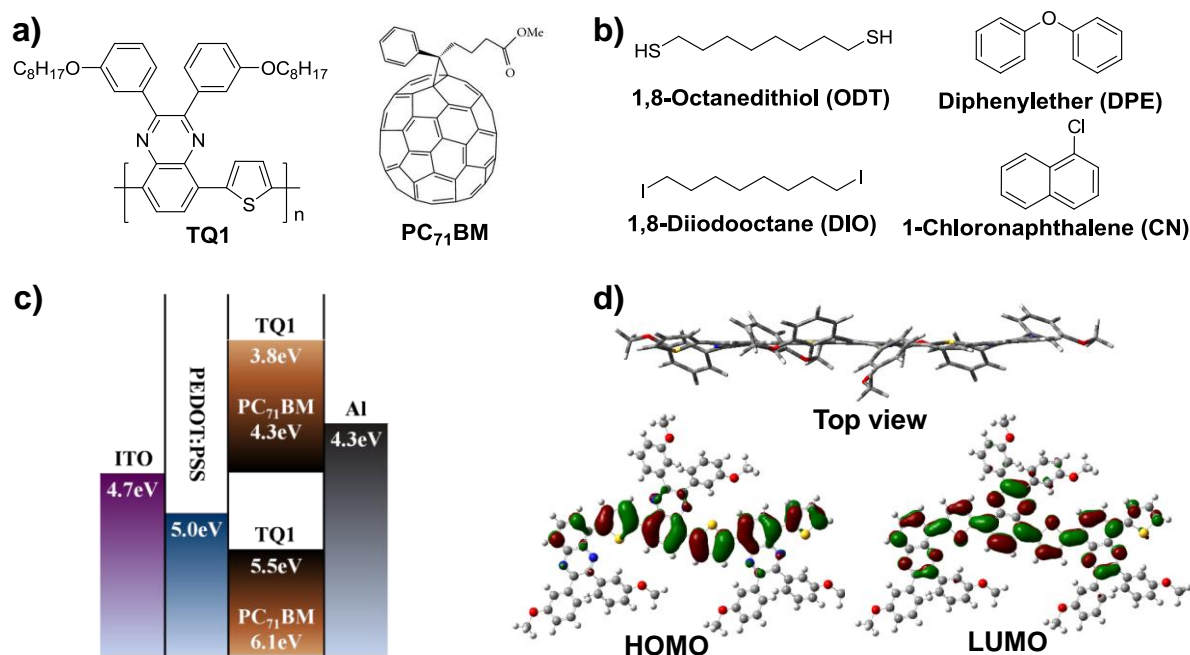 a)
C₈H₁₇O
OC₈H₁₇
N
N
S
n
TQ1
OMe
O
PC₇₁BM
b)
HS
SH
1,8-Octanedithiol (ODT)
O
Diphenylether (DPE)
I
I
1,8-Diiodooctane (DIO)
Cl
1-Chloronaphthalene (CN)
c)
ITO
4.7eV
PEDOT:PSS
5.0eV
TQ1
3.8eV
PC₇₁BM
4.3eV
TQ1
5.5eV
PC₇₁BM
6.1eV
Al
4.3eV
d)
Top view
HOMO
LUMO